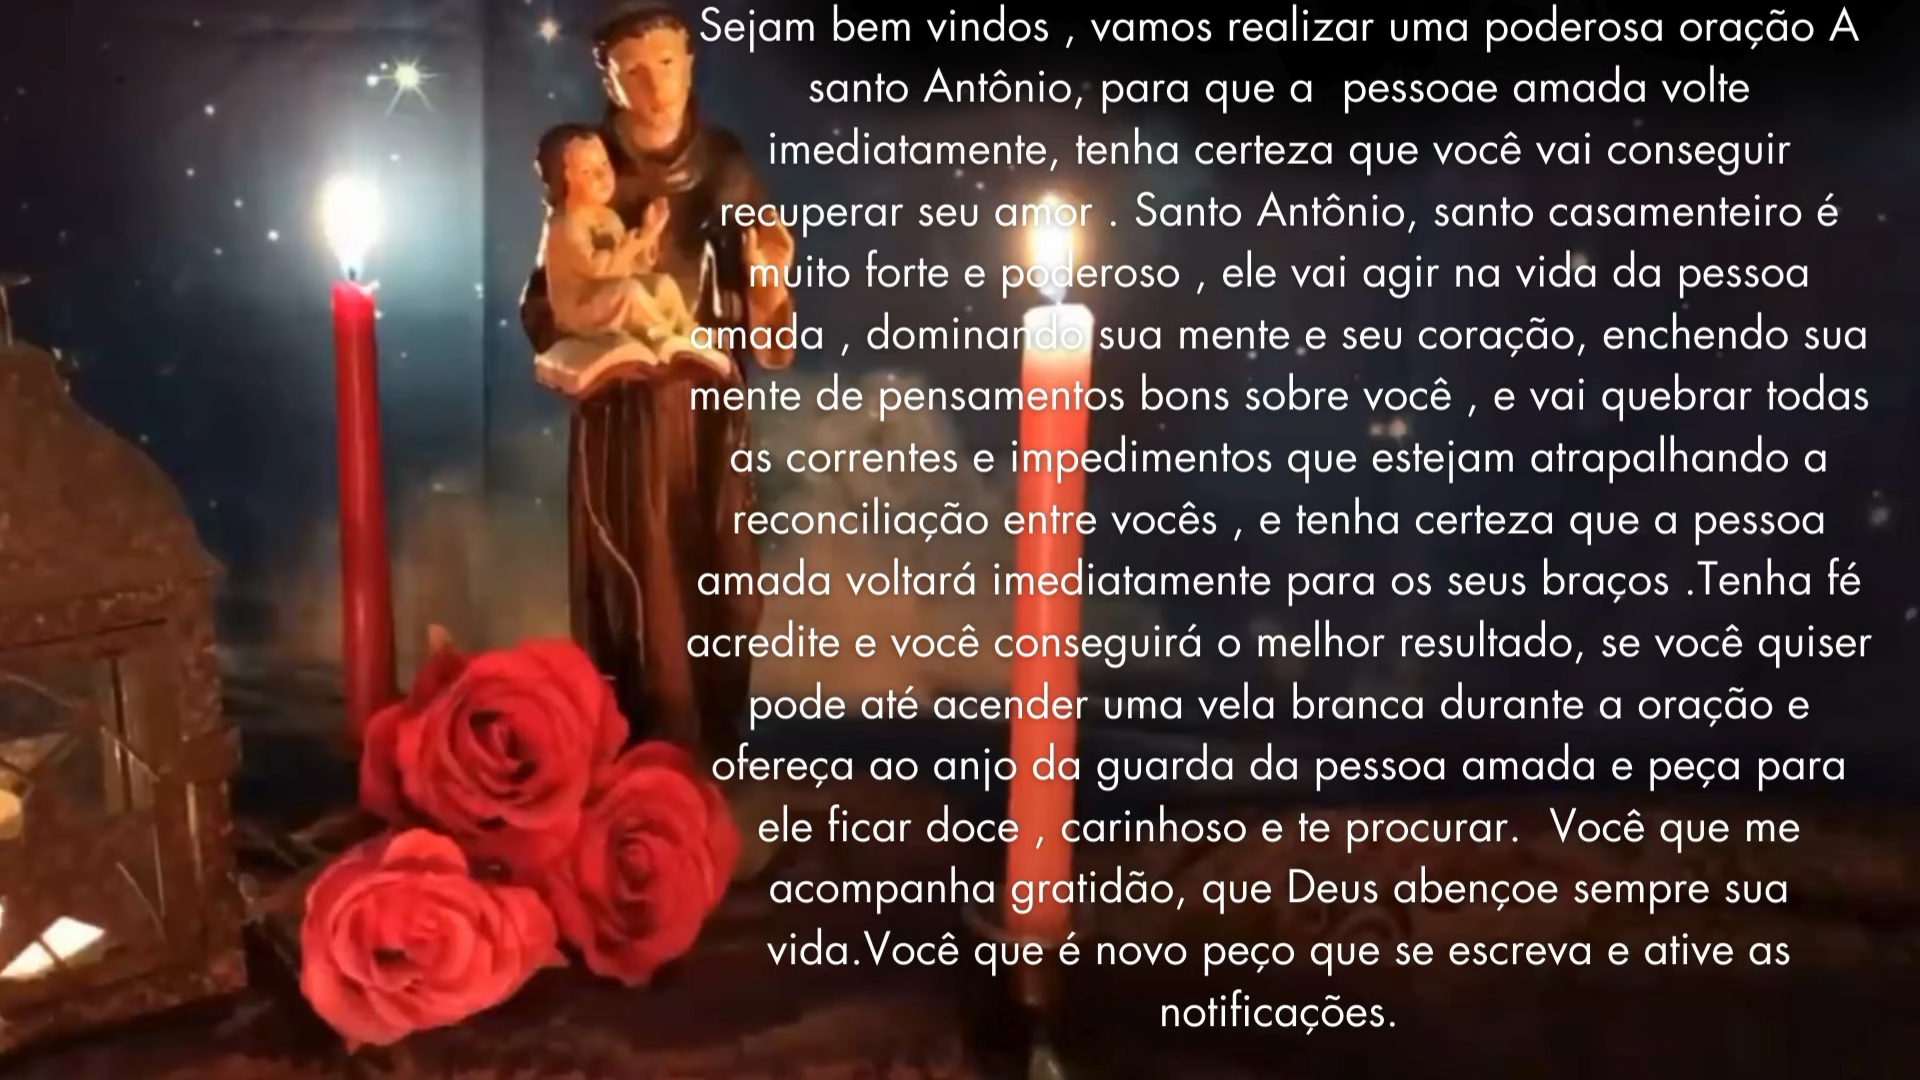 Sejam bem vindos , vamos realizar uma poderosa oração A
santo Antônio, para que a  pessoae amada volte
imediatamente, tenha certeza que você vai conseguir
recuperar seu amor . Santo Antônio, santo casamenteiro é
muito forte e poderoso , ele vai agir na vida da pessoa
amada , dominando sua mente e seu coração, enchendo sua
mente de pensamentos bons sobre você , e vai quebrar todas
as correntes e impedimentos que estejam atrapalhando a
reconciliação entre vocês , e tenha certeza que a pessoa
amada voltará imediatamente para os seus braços .Tenha fé
acredite e você conseguirá o melhor resultado, se você quiser
pode até acender uma vela branca durante a oração e
ofereça ao anjo da guarda da pessoa amada e peça para
ele ficar doce , carinhoso e te procurar.  Você que me
acompanha gratidão, que Deus abençoe sempre sua
vida.Você que é novo peço que se escreva e ative as
notificações.